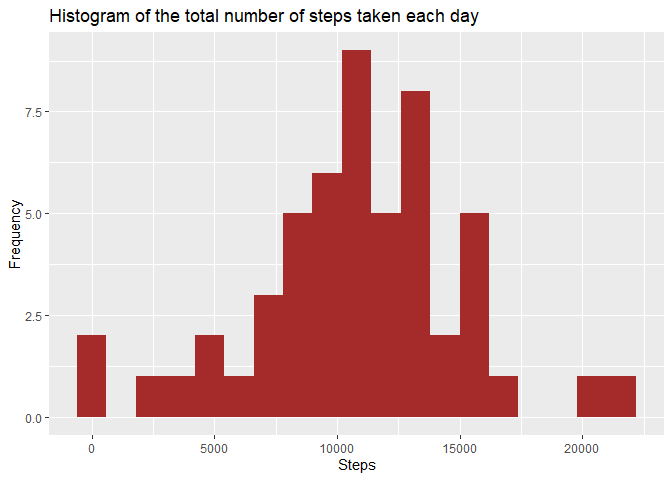 Histogram of the total number of steps taken each day
Frequency
7.5
5.0
2.5
0.0
0 5000 10000 15000 20000
Steps